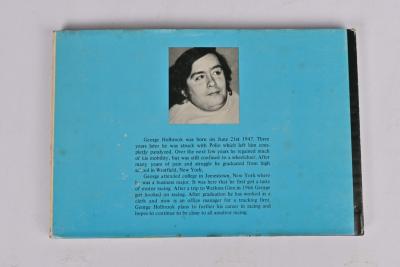 George Holbrook was born on June 21st 1947. Three
years later he was struck with Polio which left him com-
pletely paralyzed. Over the next few years he regained much
of his mobility, but was still confined to a wheelchair. After
many years of pain and struggle he graduated from high
school in Westfield, New York.
George attended college in Jamestown, New York where
was a business major. It was here that he first got a taste
of motor racing. After a trip to Watkins Glen in 1966 George
got hooked on racing. After graduation he has worked as a
clerk and now is an office manager for a trucking firm.
George Holbrook plans to further his career in racing and
hopes to continue to be close to all amateur racing.